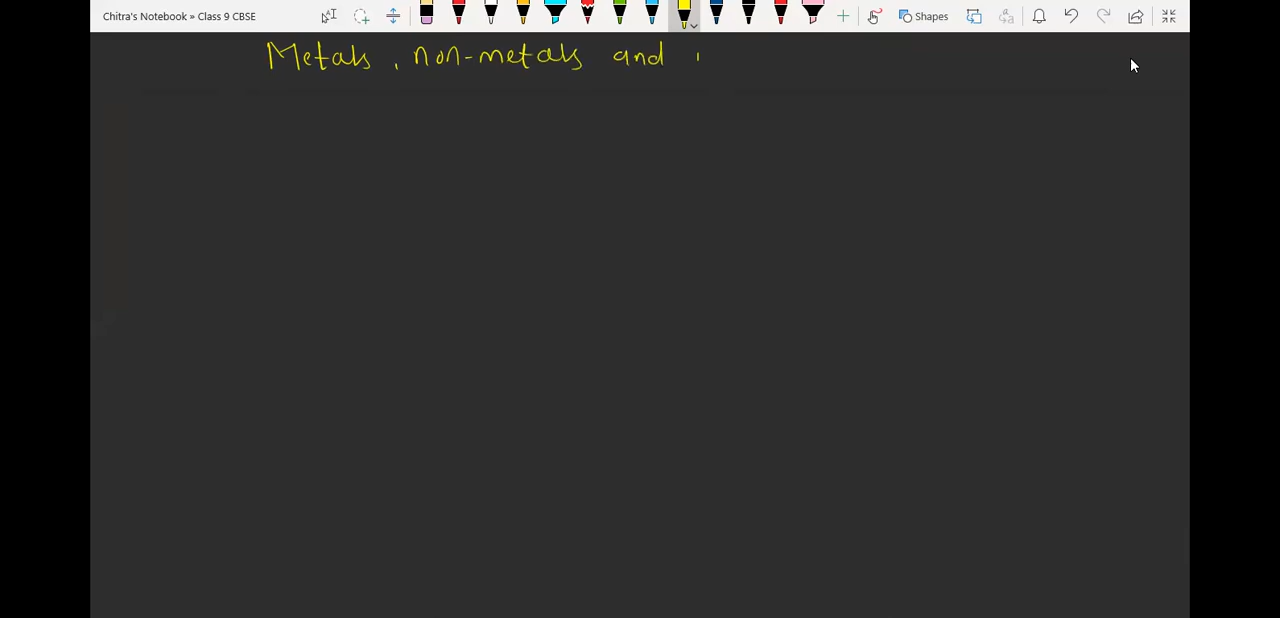 Chitra's Notebook » Class 9 CBSE
Shapes
Metals, non-metals and